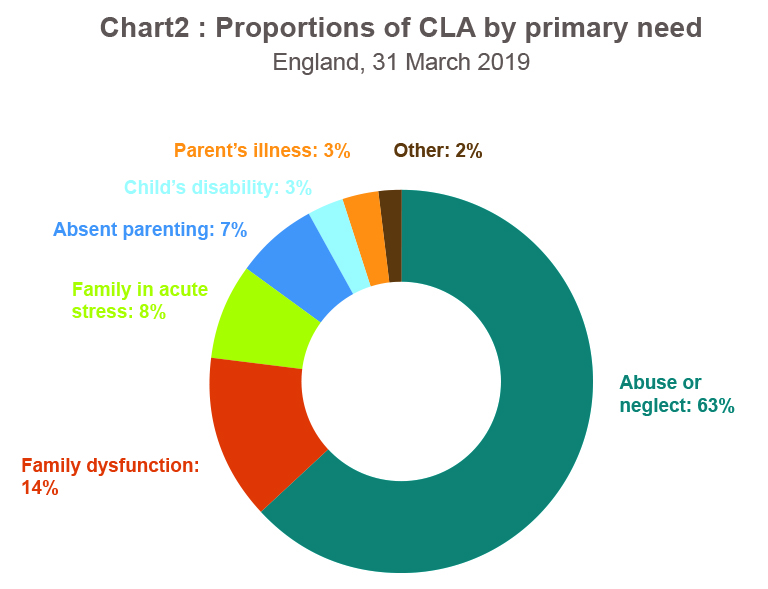 Chart2 : Proportions of CLA by primary need
England, 31 March 2019
Parent’s illness: 3%
Other: 2%
Child’s disability: 3%
Absent parenting: 7%
Family in acute
stress: 8%
Abuse or
neglect: 63%
Family dysfunction:
14%